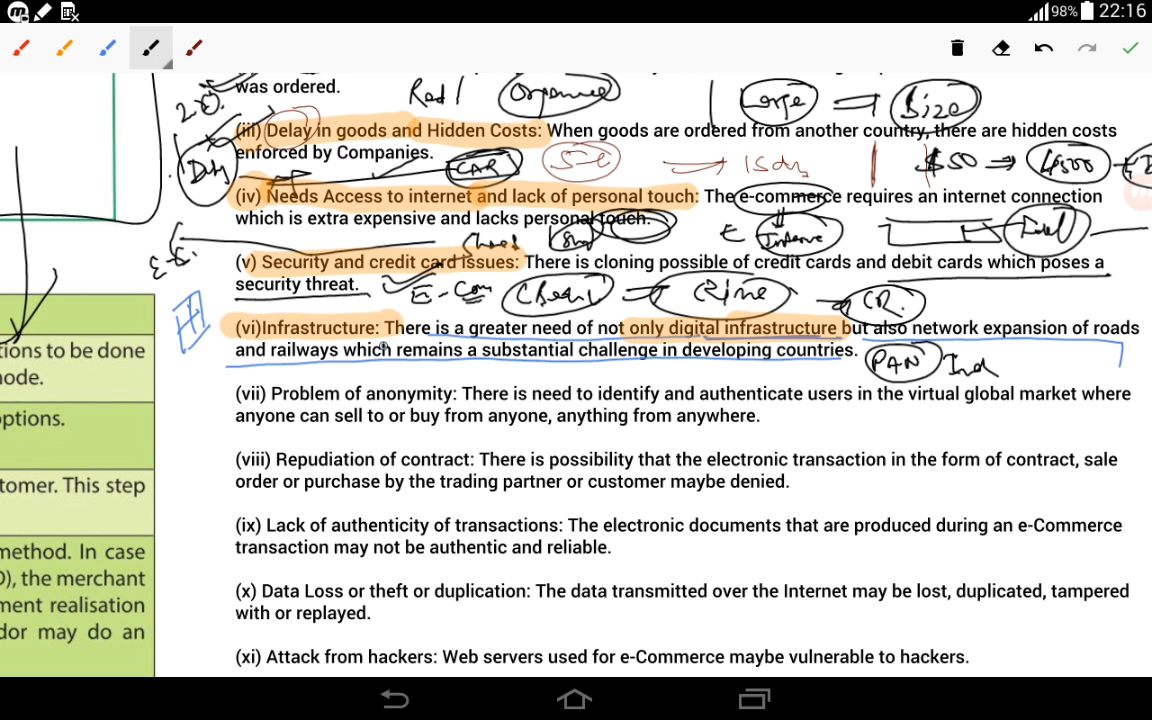 98% 22:16
was ordered.
Organised
Large
Size
(iii) Delay in goods and Hidden Costs: When goods are ordered from another country, there are hidden costs
enforced by Companies.
CAR
$50
(iv) Needs Access to internet and lack of personal touch: The e-commerce requires an internet connection
which is extra expensive and lacks personal touch.
(v) Security and credit card issues: There is cloning possible of credit cards and debit cards which poses a
security threat.
E-Com
CR.
(vi)Infrastructure: There is a greater need of not only digital infrastructure but also network expansion of roads
and railways which remains a substantial challenge in developing countries.
PAN
Ind
(vii) Problem of anonymity: There is need to identify and authenticate users in the virtual global market where
anyone can sell to or buy from anyone, anything from anywhere.
(viii) Repudiation of contract: There is possibility that the electronic transaction in the form of contract, sale
order or purchase by the trading partner or customer maybe denied.
(ix) Lack of authenticity of transactions: The electronic documents that are produced during an e-Commerce
transaction may not be authentic and reliable.
(x) Data Loss or theft or duplication: The data transmitted over the Internet may be lost, duplicated, tampered
with or replayed.
(xi) Attack from hackers: Web servers used for e-Commerce maybe vulnerable to hackers.
tions to be done
node.
options.
tomer. This step
method. In case
D), the merchant
ment realisation
dor may do an